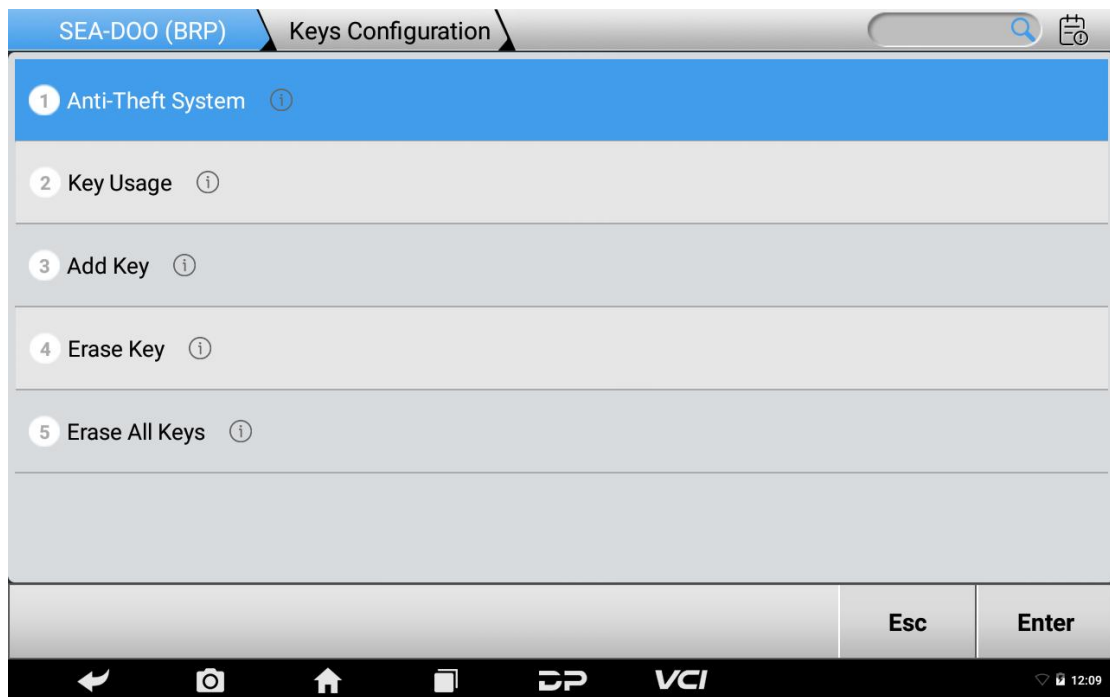 SEA-DOO (BRP) Keys Configuration
1 Anti-Theft System
2 Key Usage
3 Add Key
4 Erase Key
5 Erase All Keys
Esc Enter
DP VCI 12:09